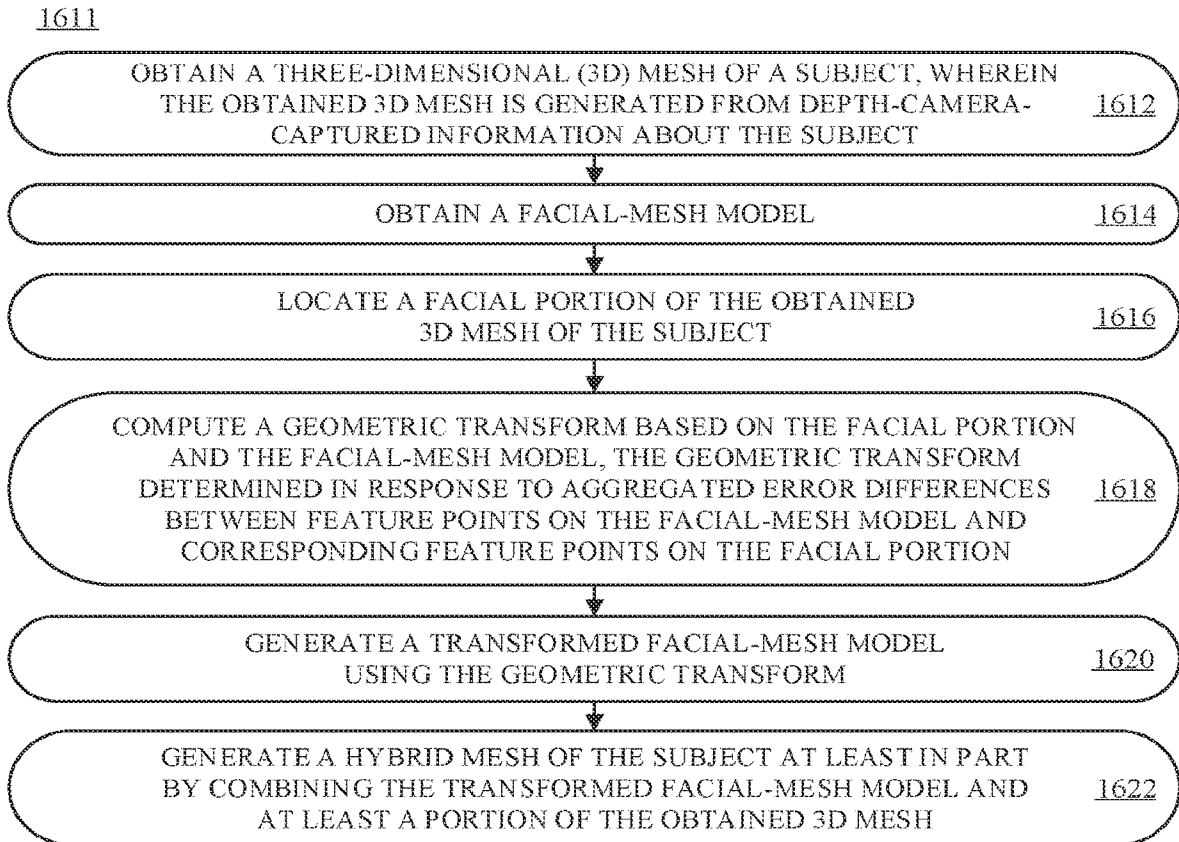 1611
OBTAIN A THREE-DIMENSIONAL (3D) MESH OF A SUBJECT, WHEREIN
THE OBTAINED 3D MESH IS GENERATED FROM DEPTH-CAMERA-
CAPTURED INFORMATION ABOUT THE SUBJECT
1612
OBTAIN A FACIAL-MESH MODEL
1614
LOCATE A FACIAL PORTION OF THE OBTAINED
3D MESH OF THE SUBJECT
1616
COMPUTE A GEOMETRIC TRANSFORM BASED ON THE FACIAL PORTION
AND THE FACIAL-MESH MODEL, THE GEOMETRIC TRANSFORM
DETERMINED IN RESPONSE TO AGGREGATED ERROR DIFFERENCES
BETWEEN FEATURE POINTS ON THE FACIAL-MESH MODEL AND
CORRESPONDING FEATURE POINTS ON THE FACIAL PORTION
1618
GENERATE A TRANSFORMED FACIAL-MESH MODEL
USING THE GEOMETRIC TRANSFORM
1620
GENERATE A HYBRID MESH OF THE SUBJECT AT LEAST IN PART
BY COMBINING THE TRANSFORMED FACIAL-MESH MODEL AND
AT LEAST A PORTION OF THE OBTAINED 3D MESH
1622